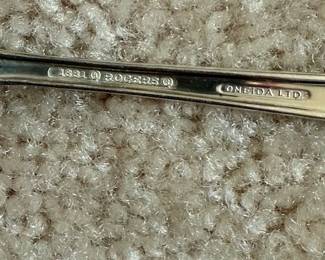 1881 Ⓡ ROGERS Ⓡ
ONEIDA LTD.